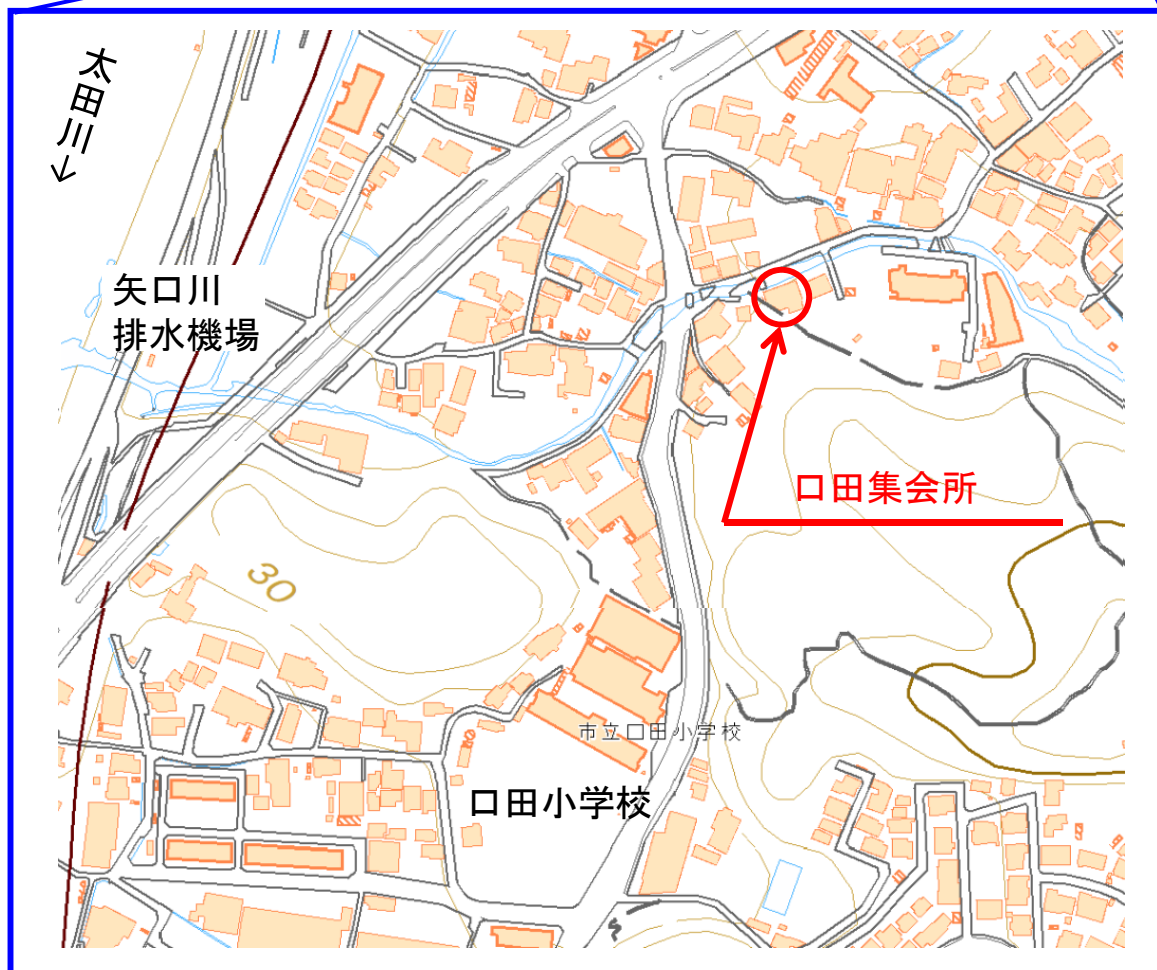 太田川
↓
矢口川
排水機場
口田集会所
30
市立口田小学校
口田小学校